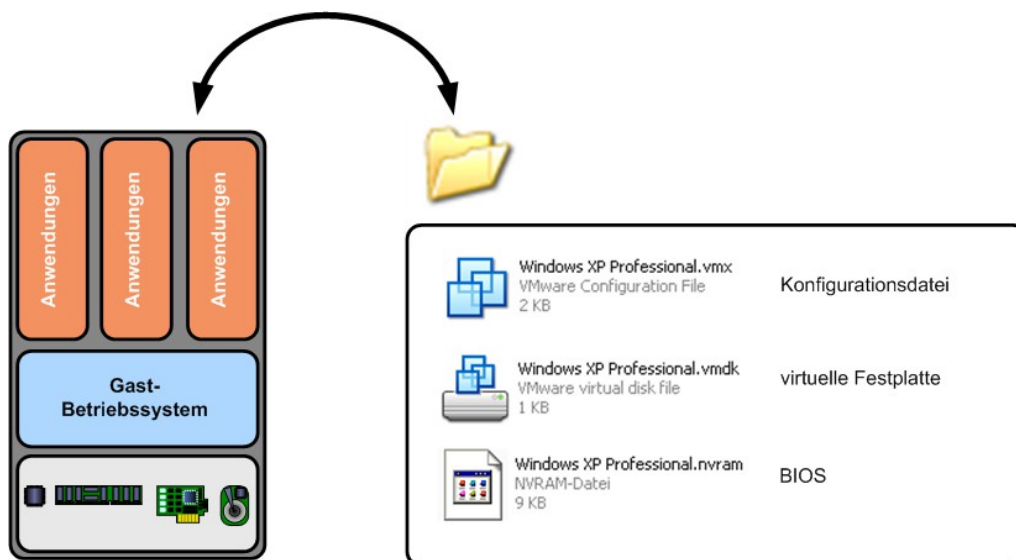 Anwendungen
Anwendungen
Anwendungen
Gast-
Betriebssystem
Windows XP Professional.vmx
VMware Configuration File
2 KB
Konfigurationsdatei
Windows XP Professional.vmdk
VMware virtual disk file
1 KB
virtuelle Festplatte
Windows XP Professional.nvram
NVRAM-Datei
9 KB
BIOS